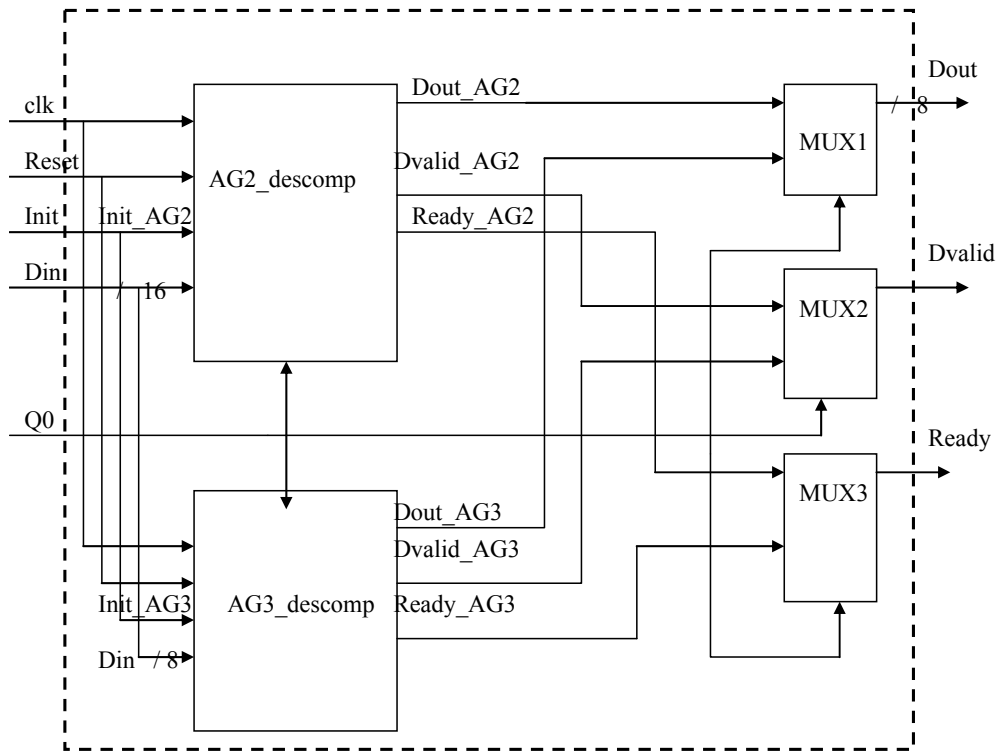 Dout
Dout_AG2
clk
/ 8
MUX1
Reset
Dvalid_AG2
AG2_descomp
Init
Init_AG2
Ready_AG2
Dvalid
Din
/ 16
MUX2
Q0
Ready
MUX3
Dout_AG3
Dvalid_AG3
Init_AG3
AG3_descomp
Ready_AG3
Din / 8